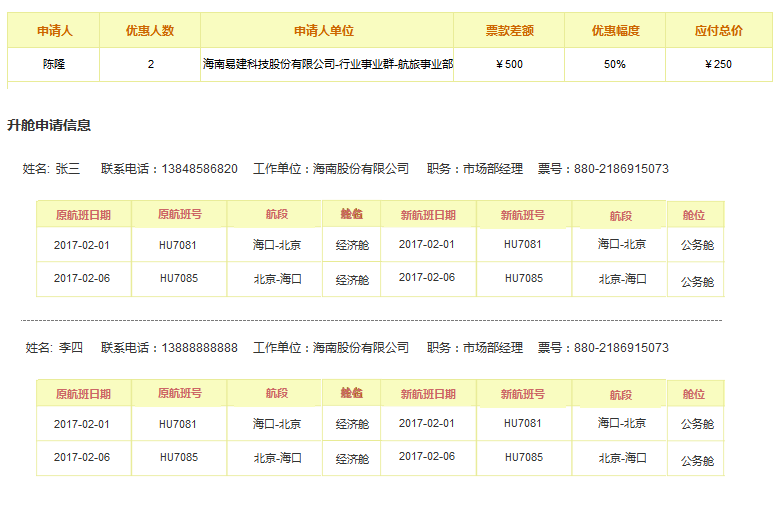 申请人 优惠人数 申请人单位 票款差额 优惠幅度 应付总价
陈隆 2 海南易建科技股份有限公司-行业事业群-航旅事业部 ￥500 50% ￥250
升舱申请信息
姓名: 张三 联系电话：13848586820 工作单位：海南股份有限公司 职务：市场部经理 票号：880-2186915073
原航班日期 原航班号 航段 舱位 新航班日期 新航班号 航段 舱位
2017-02-01 HU7081 海口-北京 经济舱 2017-02-01 HU7081 海口-北京 公务舱
2017-02-06 HU7085 北京-海口 经济舱 2017-02-06 HU7085 北京-海口 公务舱
姓名: 李四 联系电话：13888888888 工作单位：海南股份有限公司 职务：市场部经理 票号：880-2186915073
原航班日期 原航班号 航段 舱位 新航班日期 新航班号 航段 舱位
2017-02-01 HU7081 海口-北京 经济舱 2017-02-01 HU7081 海口-北京 公务舱
2017-02-06 HU7085 北京-海口 经济舱 2017-02-06 HU7085 北京-海口 公务舱